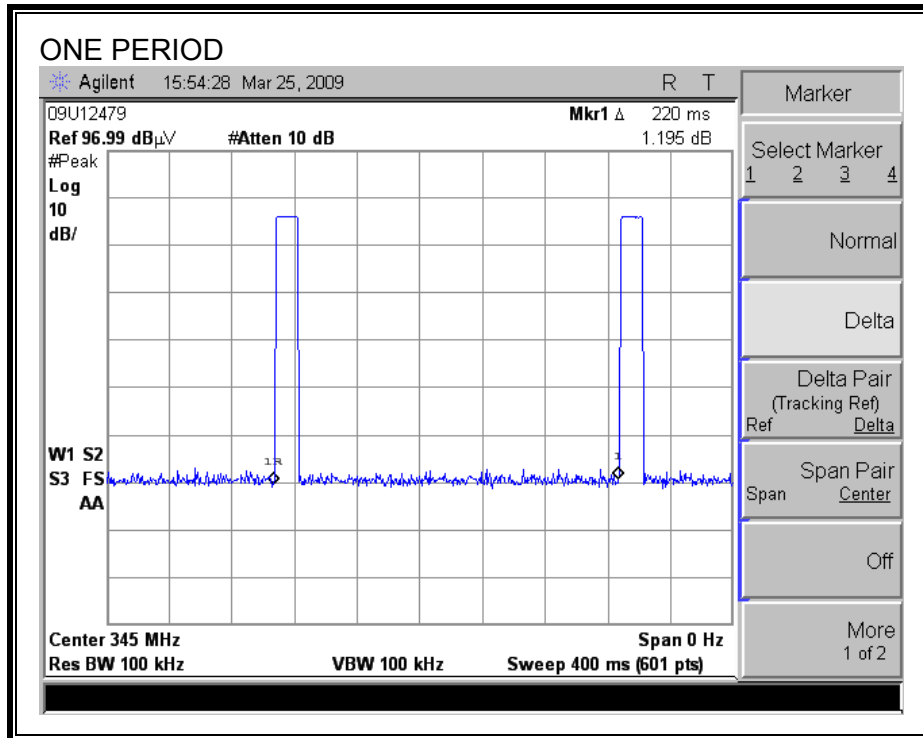 ONE PERIOD
Agilent 15:54:28 Mar 25, 2009 R T
09U12479 Mkr1 Δ 220 ms
Ref 96.99 dBµV #Atten 10 dB 1.195 dB
#Peak
Log
10
dB/
1R 1
W1 S2
S3 FS
AA
Center 345 MHz Span 0 Hz
Res BW 100 kHz VBW 100 kHz Sweep 400 ms (601 pts)
Marker
Select Marker
1 2 3 4
Normal
Delta
Delta Pair
(Tracking Ref)
Ref Delta
Span Pair
Span Center
Off
More
1 of 2